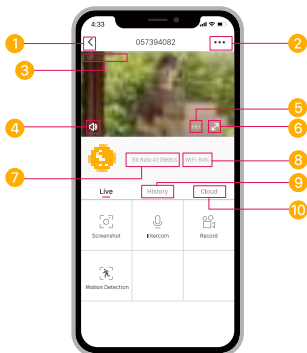 4:33
1
057394082
2
3
4
5
6
Bit Rate:41.09KB/s
WiFi: 84%
7
8
9
Live
History
Cloud
10
Screenshot
Intercom
Record
Motion Detection